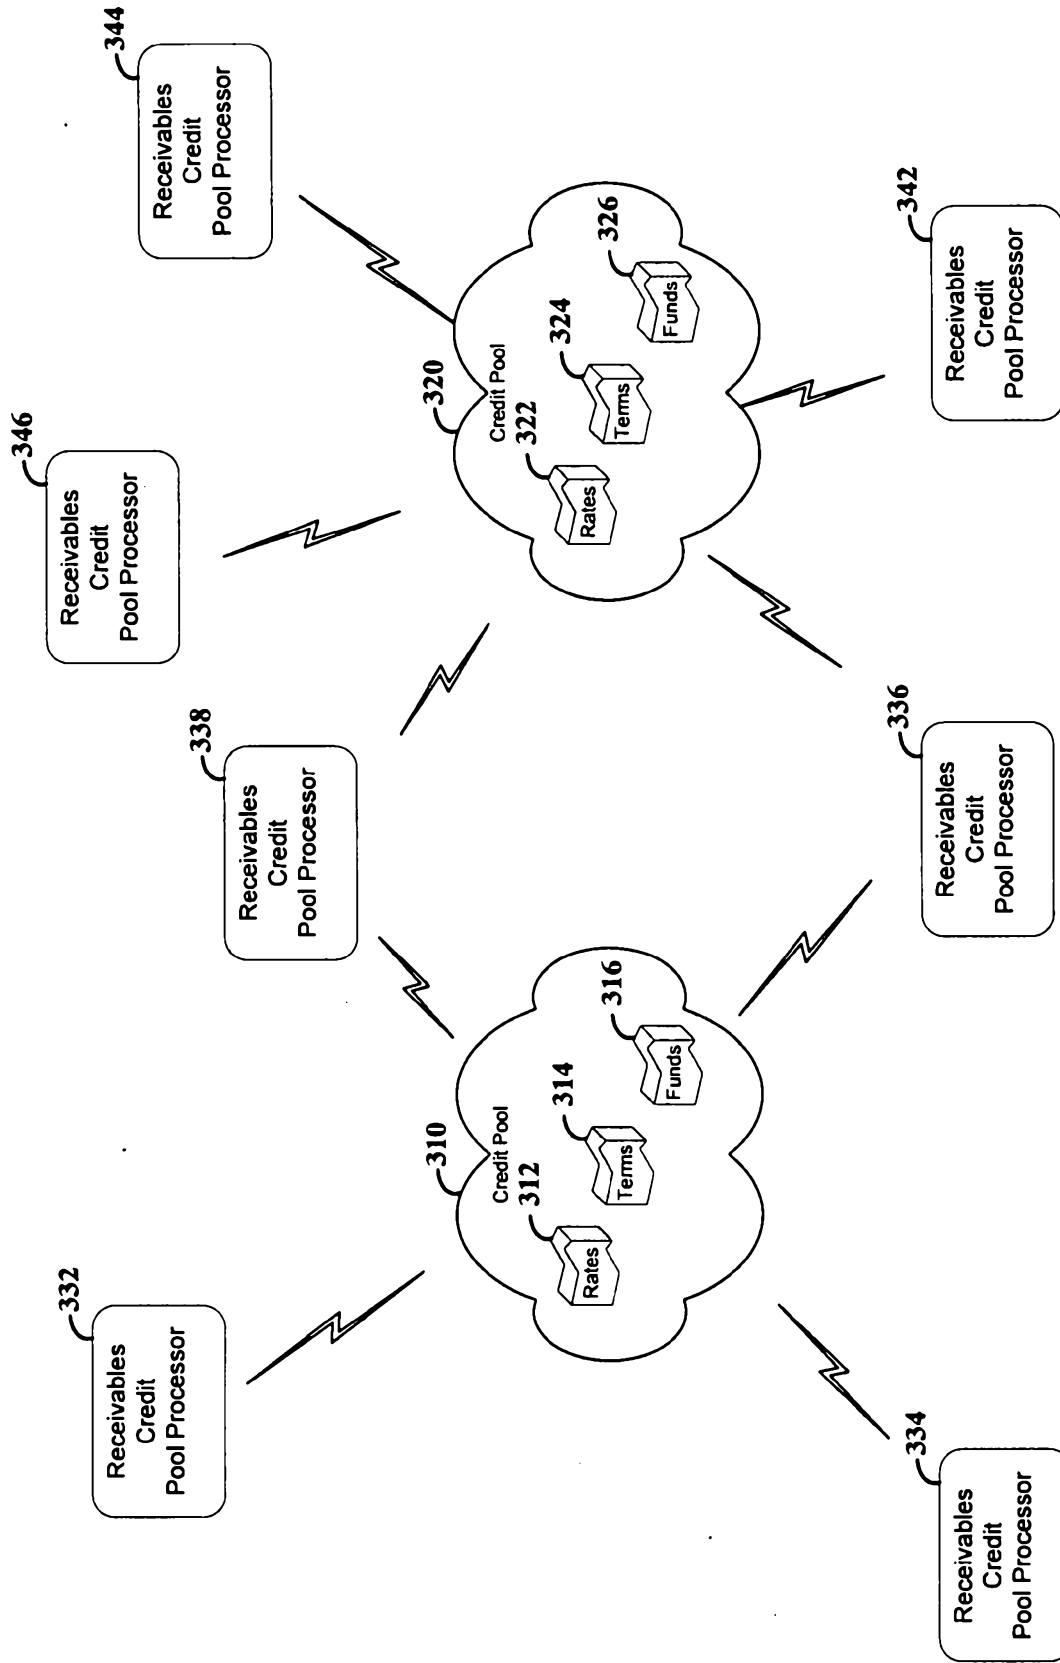 344
Receivables
Credit
Pool Processor
346
Receivables
Credit
Pool Processor
338
Receivables
Credit
Pool Processor
332
Receivables
Credit
Pool Processor
310
Credit Pool
312
Rates
314
Terms
316
Funds
320
Credit Pool
322
Rates
324
Terms
326
Funds
334
Receivables
Credit
Pool Processor
336
Receivables
Credit
Pool Processor
342
Receivables
Credit
Pool Processor